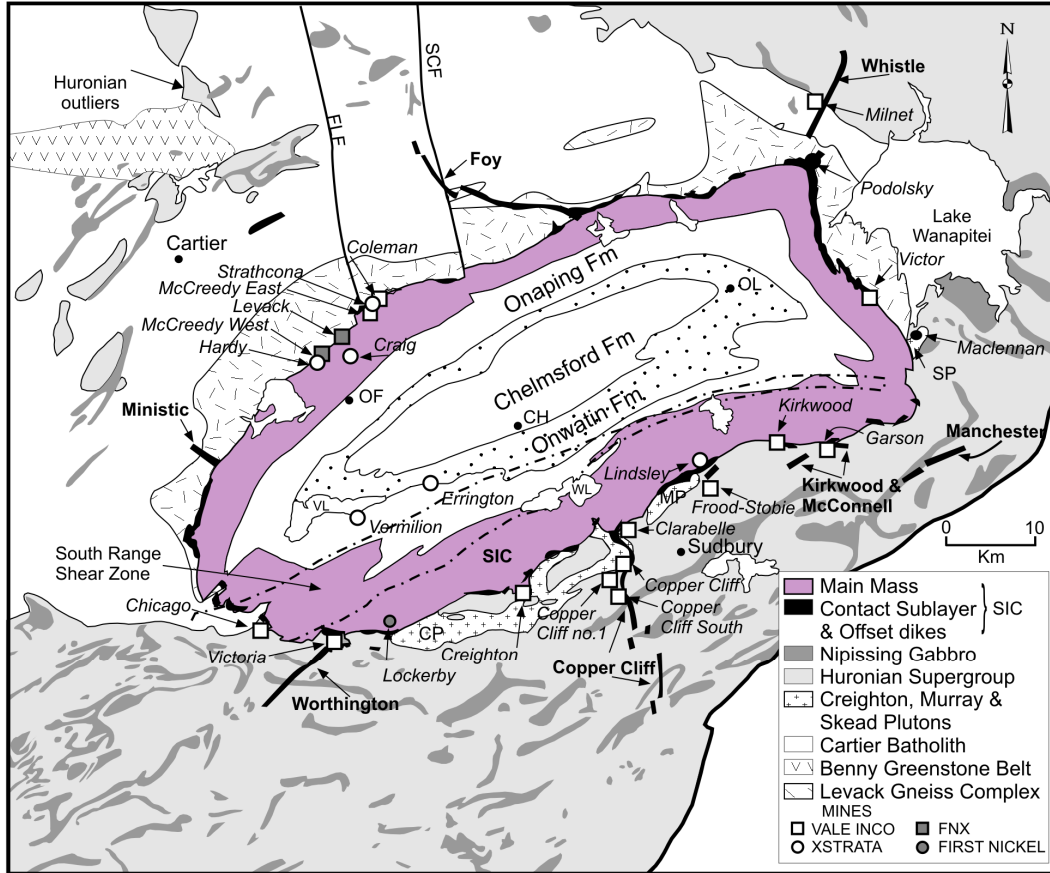 N
Huronian
outliers
FLF
SCF
Whistle
Milnet
Foy
Podolsky
Lake
Wanapitei
Cartier
Coleman
Strathcona
McCreedy East
Levack
McCreedy West
Hardy
Craig
Victor
Onaping Fm
OL
Maclennan
SP
Chelmsford Fm
OF
CH
Onwatin Fm
Ministic
Kirkwood
Garson
Manchester
Lindsley
Kirkwood &
McConnell
Errington
VL
WL
MP
Frood-Stobie
Vermilion
Clarabelle
0 10
Km
South Range
Shear Zone
SIC
Sudbury
Chicago
Copper Cliff
Copper
Cliff no.1
Copper
Cliff South
CP
Victoria
Lockerby
Creighton
Copper Cliff
Worthington
Main Mass
Contact Sublayer
& Offset dikes
SIC
Nipissing Gabbro
Huronian Supergroup
Creighton, Murray &
Skead Plutons
Cartier Batholith
Benny Greenstone Belt
Levack Gneiss Complex
MINES
VALE INCO
FNX
XSTRATA
FIRST NICKEL